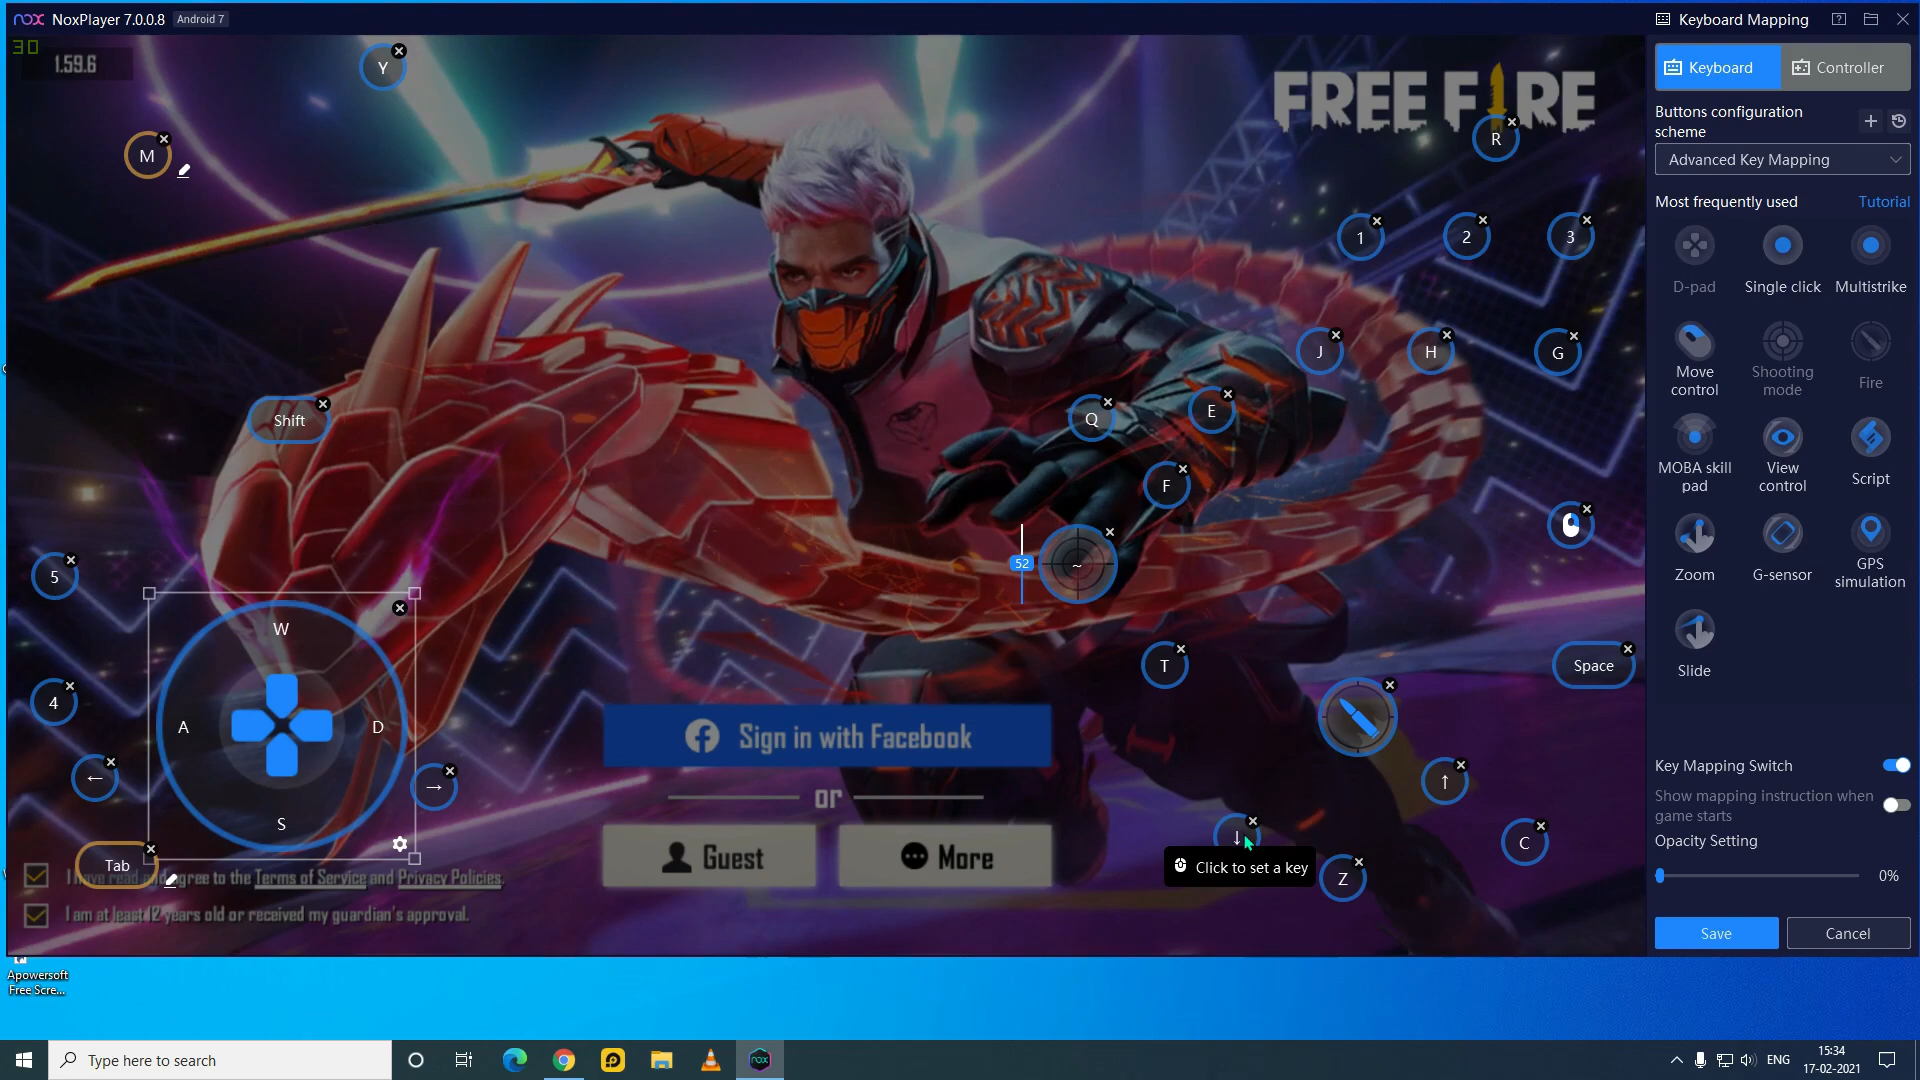 nox NoxPlayer 7.0.0.8 Android 7
Keyboard Mapping
30
1.59.6
Y
M
FREE FIRE
R
1
2
3
J
H
G
Shift
Q
E
F
52
~
5
W
A
D
S
4
←
→
Tab
T
Space
↑
↓
C
Z
Click to set a key
Sign in with Facebook
or
Guest
More
I have read and agree to the Terms of Service and Privacy Policies.
I am at least 12 years old or received my guardian's approval.
Keyboard
Controller
Buttons configuration
scheme
Advanced Key Mapping
Most frequently used
Tutorial
D-pad
Single click
Multistrike
Move
control
Shooting
mode
Fire
MOBA skill
pad
View
control
Script
Zoom
G-sensor
GPS
simulation
Slide
Key Mapping Switch
Show mapping instruction when
game starts
Opacity Setting
0%
Save
Cancel
Apowersoft
Free Scre...
Type here to search
nox
ENG
15:34
17-02-2021